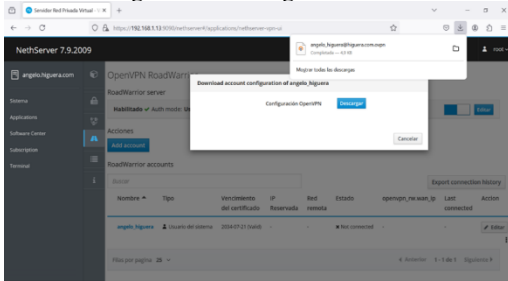 Servidor Red Privada Virtual - 
https://192.168.1.13:9090/nethserver#/applications/nethserver-vpn-ui
NethServer 7.9.2009
angelo_higuera@higuera.com.ovpn
Completado — 4,9 KB
Mostrar todas las descargas
root
angelo.higuera.com
Sistema
Applications
Software Center
Subscription
Terminal
OpenVPN RoadWarri
RoadWarrior server
Habilitado ✔ Auth mode: Us
Editar
Acciones
Add account
RoadWarrior accounts
Download account configuration of angelo_higuera
Configuración OpenVPN
Descargar
Cancelar
Buscar
Export connection history
Nombre Tipo Vencimiento del certificado IP Reservada Red remota Estado openvpn_rw.wan_ip Last connected Action
angelo_higuera Usuario del sistema (Valid) - - Not connected - - Editar
Filas por página 25
Anterior 1 - 1 de 1 Siguiente